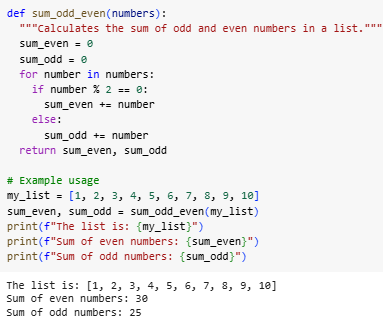 def sum_odd_even(numbers):
  """Calculates the sum of odd and even numbers in a list."""
  sum_even = 0
  sum_odd = 0
  for number in numbers:
    if number % 2 == 0:
      sum_even += number
    else:
      sum_odd += number
  return sum_even, sum_odd

# Example usage
my_list = [1, 2, 3, 4, 5, 6, 7, 8, 9, 10]
sum_even, sum_odd = sum_odd_even(my_list)
print(f"The list is: {my_list}")
print(f"Sum of even numbers: {sum_even}")
print(f"Sum of odd numbers: {sum_odd}")

The list is: [1, 2, 3, 4, 5, 6, 7, 8, 9, 10]
Sum of even numbers: 30
Sum of odd numbers: 25